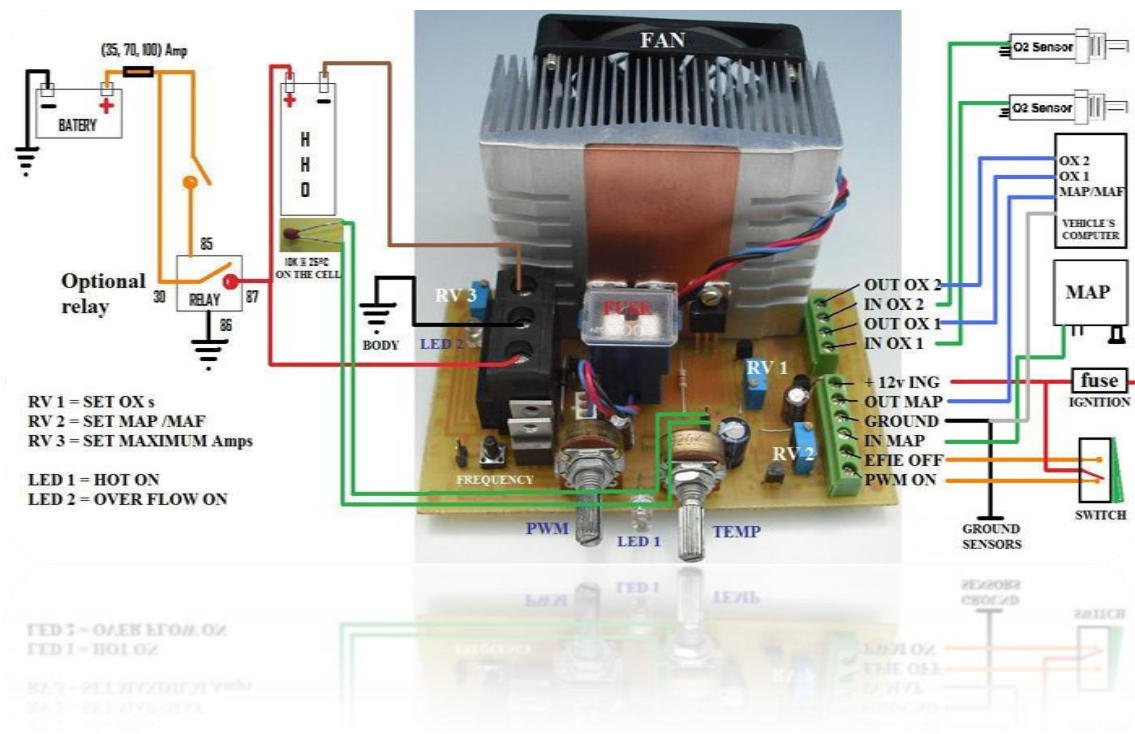 FAN
(35, 70, 100) Amp
- +
BATERY
+ -
H
H
O
10K @ 25ºC
ON THE CELL
Optional
relay
85
30
87
RELAY
86
BODY
RV 3
LED 2
FUSE
RV 1
RV 2
FREQUENCY
PWM
LED 1
TEMP
RV 1 = SET OX s
RV 2 = SET MAP /MAF
RV 3 = SET MAXIMUM Amps
LED 1 = HOT ON
LED 2 = OVER FLOW ON
O2 Sensor
O2 Sensor
OX 2
OX 1
MAP/MAF
VEHICLE'S
COMPUTER
MAP
OUT OX 2
IN OX 2
OUT OX 1
IN OX 1
+ 12v ING
OUT MAP
GROUND
IN MAP
EFIE OFF
PWM ON
fuse
IGNITION
SWITCH
GROUND
SENSORS